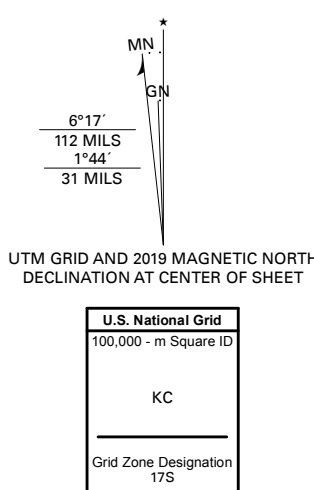 ★
MN
GN
6°17´
112 MILS
1°44´
31 MILS
UTM GRID AND 2019 MAGNETIC NORTH
DECLINATION AT CENTER OF SHEET
U.S. National Grid
100,000 - m Square ID
KC
Grid Zone Designation
17S